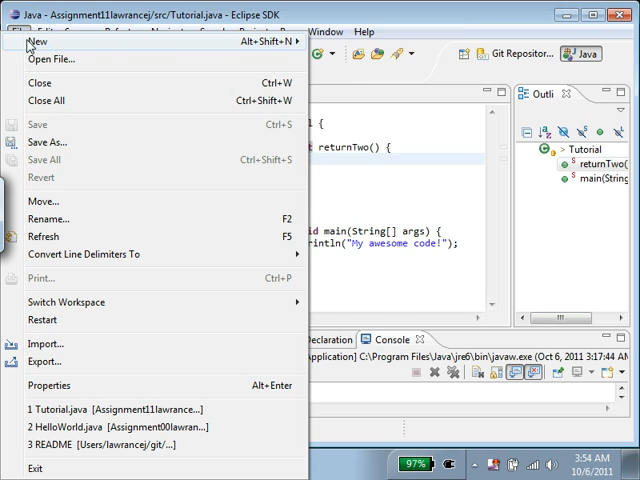 Java - Assignment11lawrancej/src/Tutorial.java - Eclipse SDK
Window Help
New Alt+Shift+N
Open File...
Close Ctrl+W
Close All Ctrl+Shift+W
Save Ctrl+S
Save As...
Save All Ctrl+Shift+S
Revert
Move...
Rename... F2
Refresh F5
Convert Line Delimiters To
Print... Ctrl+P
Switch Workspace
Restart
Import...
Export...
Properties Alt+Enter
1 Tutorial.java [Assignment11lawrance...]
2 HelloWorld.java [Assignment00lawran...]
3 README [Users/lawrancej/git/...]
Exit
Git Repositor... Java
l {
t returnTwo() {
id main(String[] args) {
println("My awesome code!");
Outli
Tutorial
returnTwo(
main(String
Declaration Console
Application] C:\Program Files\Java\jre6\bin\javaw.exe (Oct 6, 2011 3:17:44
97%
3:54 AM
10/6/2011